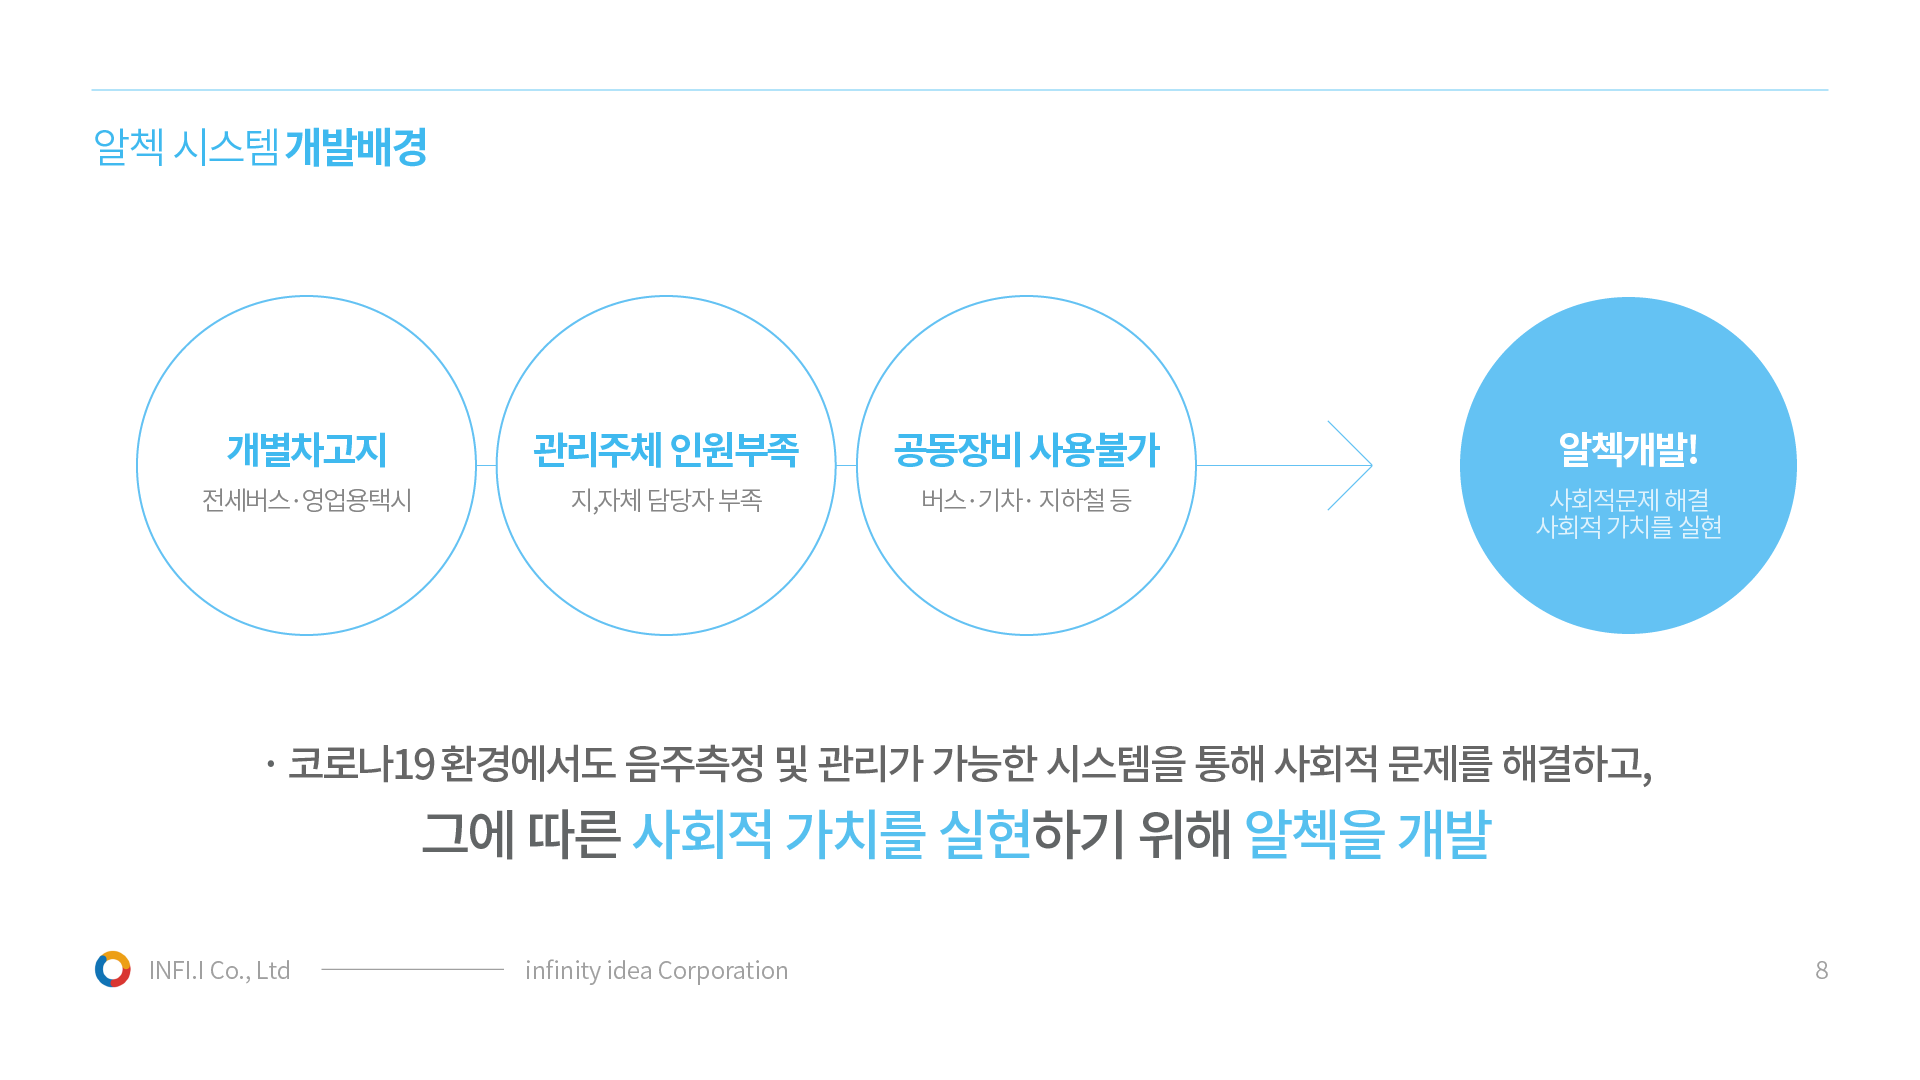 알첵 시스템 개발배경
개별차고지
전세버스·영업용택시
관리주체 인원부족
지,자체 담당자 부족
공동장비 사용불가
버스·기차· 지하철 등
알첵개발!
사회적문제 해결
사회적 가치를 실현
· 코로나19 환경에서도 음주측정 및 관리가 가능한 시스템을 통해 사회적 문제를 해결하고,
그에 따른 사회적 가치를 실현하기 위해 알첵을 개발
INFI.I Co., Ltd
infinity idea Corporation
8